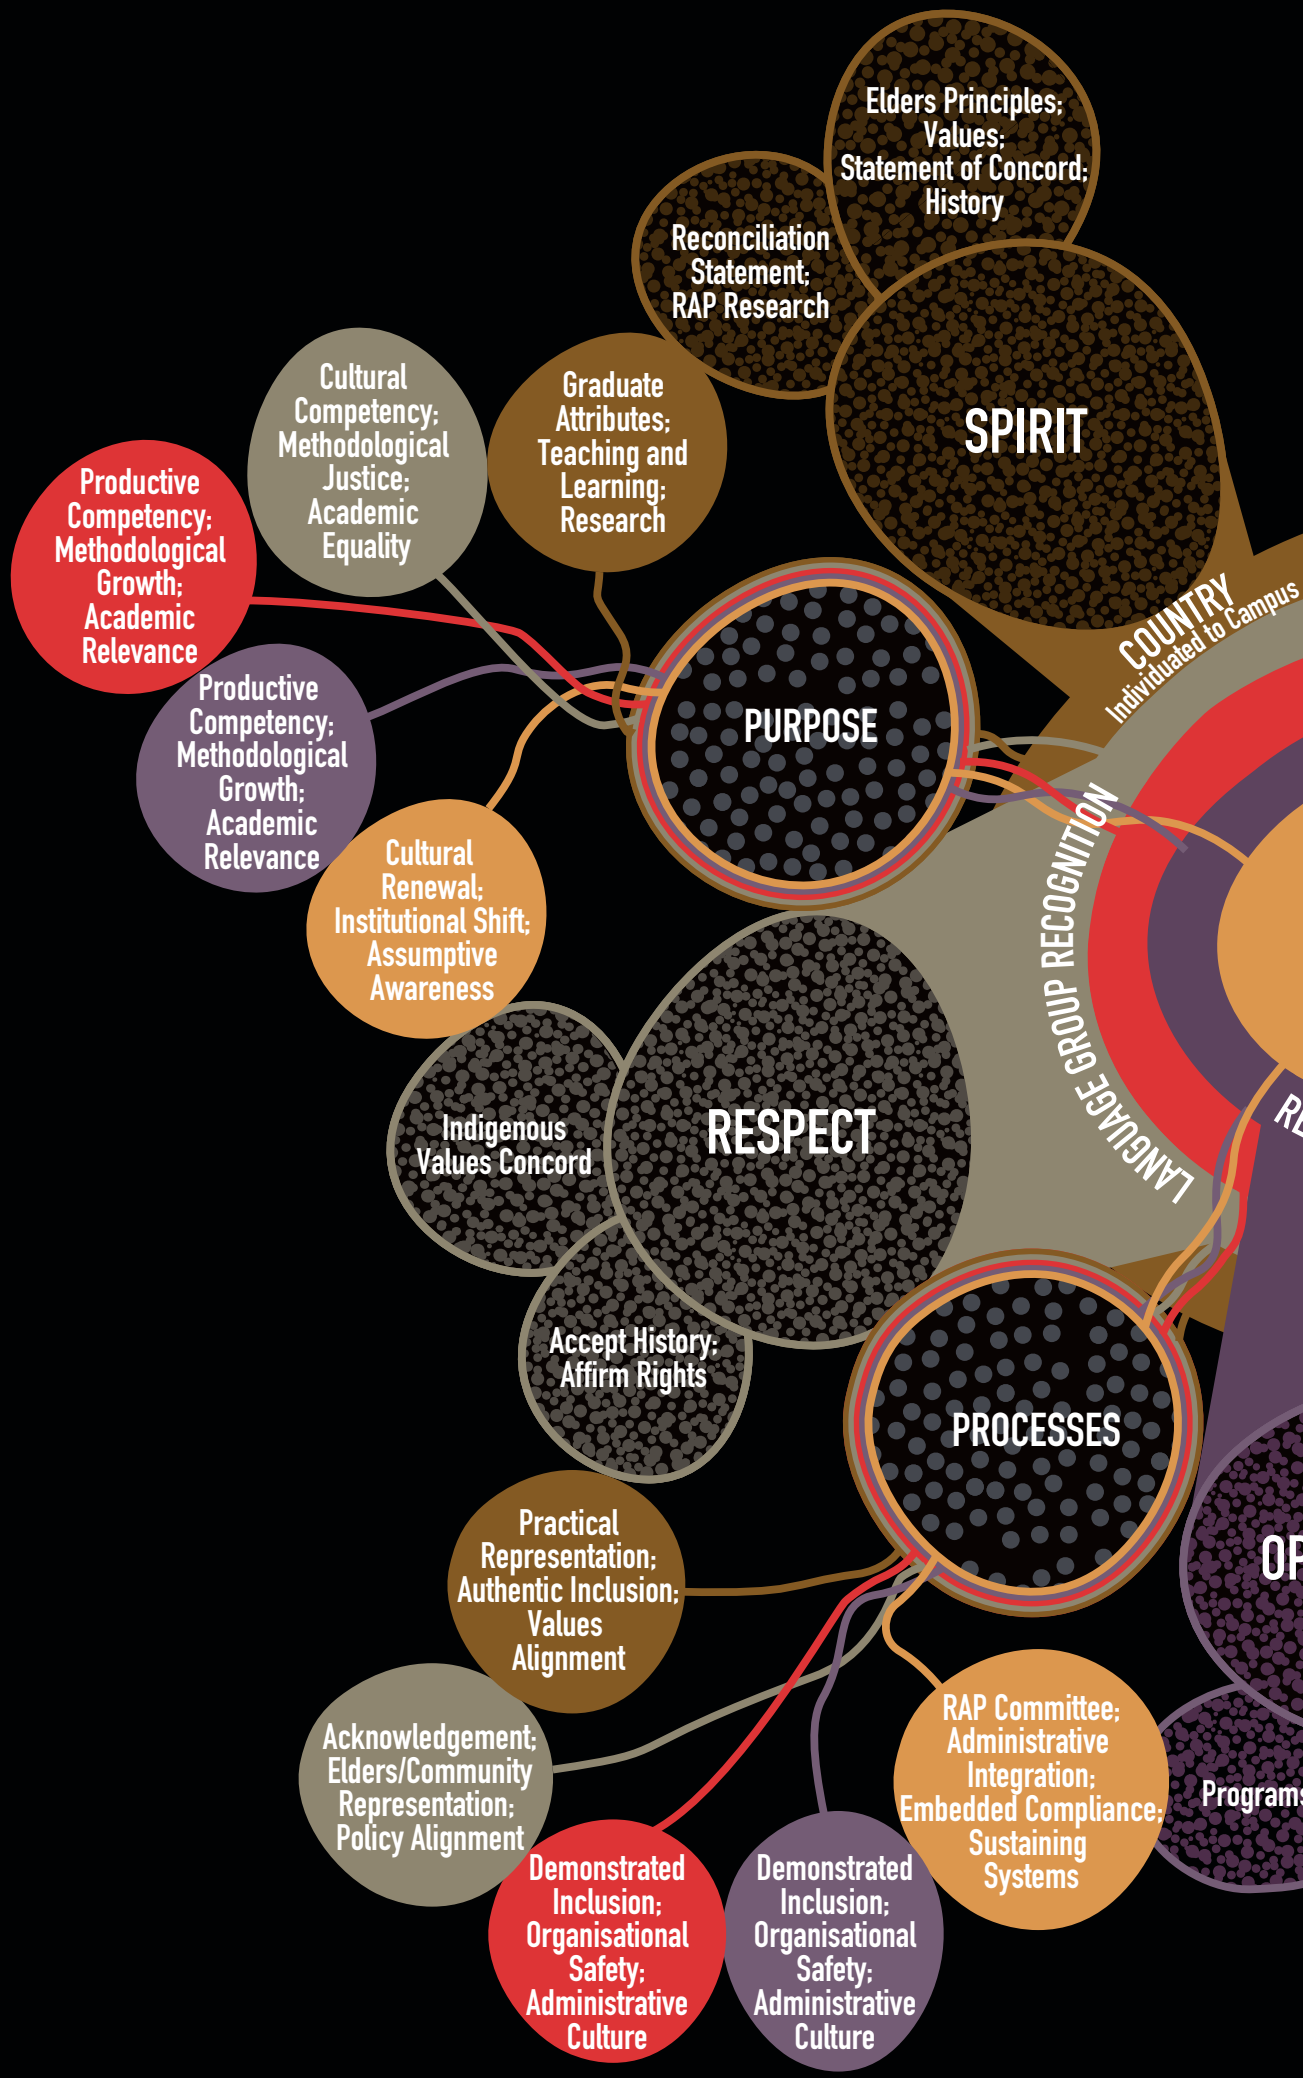 Elders Principles;
Values;
Statement of Concord;
History
Reconciliation
Statement;
RAP Research
SPIRIT
Graduate
Attributes;
Teaching and
Learning;
Research
Cultural
Competency;
Methodological
Justice;
Academic
Equality
Productive
Competency;
Methodological
Growth;
Academic
Relevance
Productive
Competency;
Methodological
Growth;
Academic
Relevance
Cultural
Renewal;
Institutional Shift;
Assumptive
Awareness
PURPOSE
COUNTRY
Individuated to Campus
LANGUAGE GROUP RECOGNITION
RESPECT
Indigenous
Values Concord
Accept History;
Affirm Rights
PROCESSES
Practical
Representation;
Authentic Inclusion;
Values
Alignment
Acknowledgement;
Elders/Community
Representation;
Policy Alignment
Demonstrated
Inclusion;
Organisational
Safety;
Administrative
Culture
Demonstrated
Inclusion;
Organisational
Safety;
Administrative
Culture
RAP Committee;
Administrative
Integration;
Embedded Compliance;
Sustaining
Systems
RE
OP
Programs